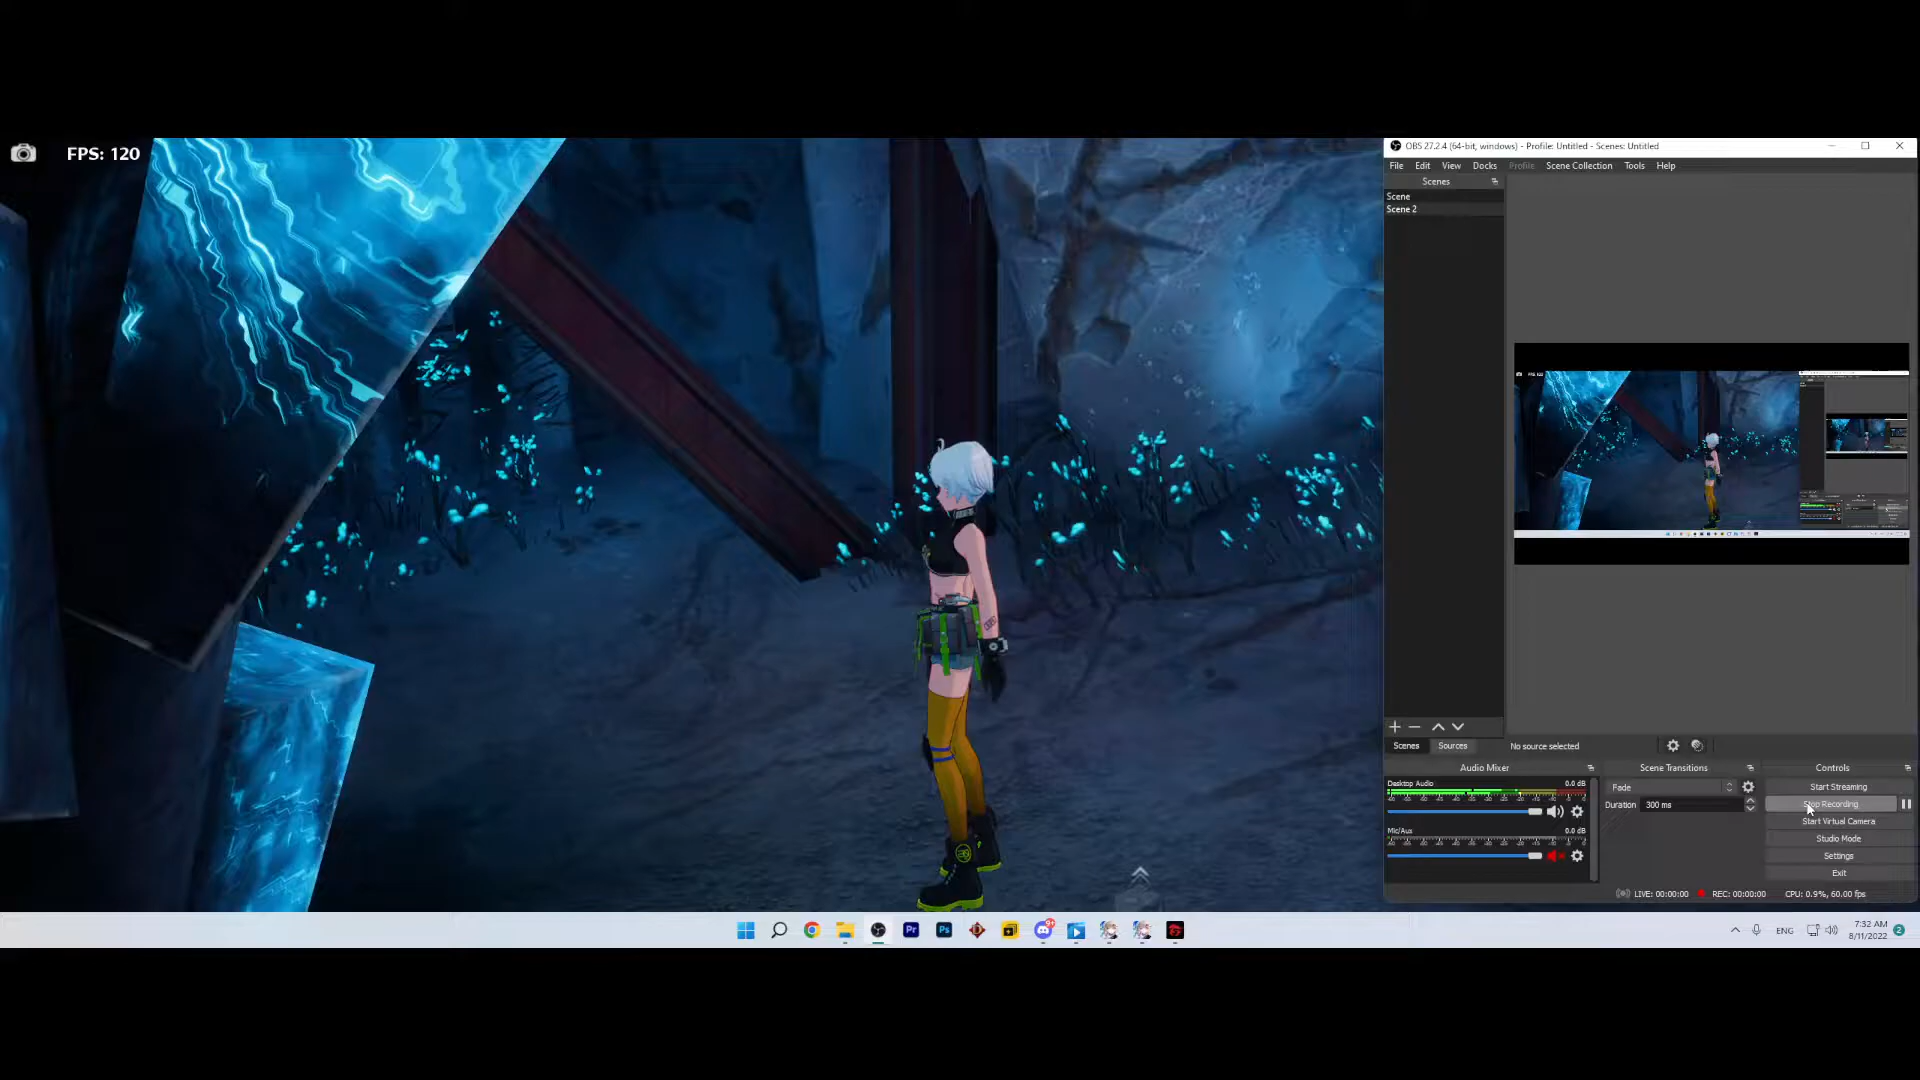 FPS: 120
OBS 27.2.4 (64-bit, windows) - Profile: Untitled - Scenes: Untitled
File Edit View Docks Profile Scene Collection Tools Help
Scenes
Scene
Scene 2
Scenes Sources No source selected
Audio Mixer Scene Transitions Controls
Desktop Audio 0.0 dB
Mic/Aux 0.0 dB
Fade
Duration 300 ms
Start Streaming
Stop Recording
Start Virtual Camera
Studio Mode
Settings
Exit
LIVE: 00:00:00 REC: 00:00:00 CPU: 0.9%, 60.00 fps
Pr Ps
ENG
7:32 AM
8/11/2022
2